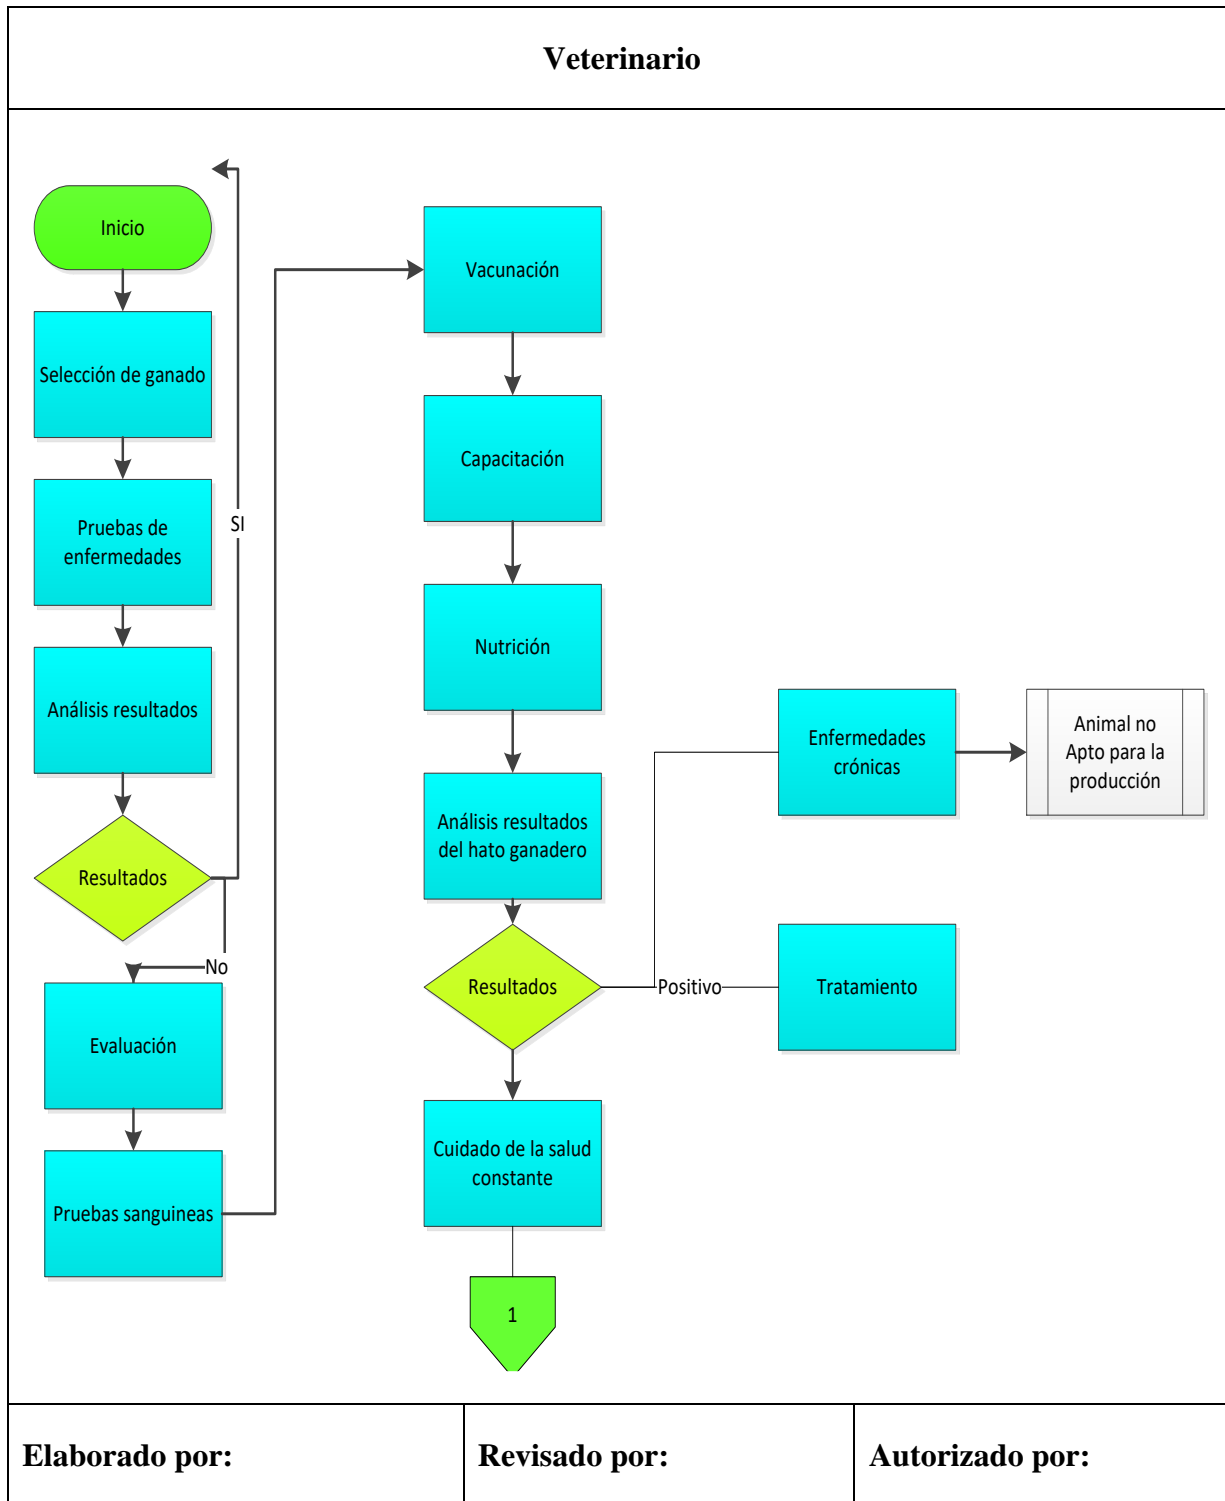 Veterinario
Inicio
Selección de ganado
Pruebas de
enfermedades
Análisis resultados
Resultados
SI
No
Evaluación
Pruebas sanguineas
Vacunación
Capacitación
Nutrición
Análisis resultados
del hato ganadero
Resultados
Positivo
Enfermedades
crónicas
Animal no
Apto para la
producción
Tratamiento
Cuidado de la salud
constante
1
Elaborado por:
Revisado por:
Autorizado por: